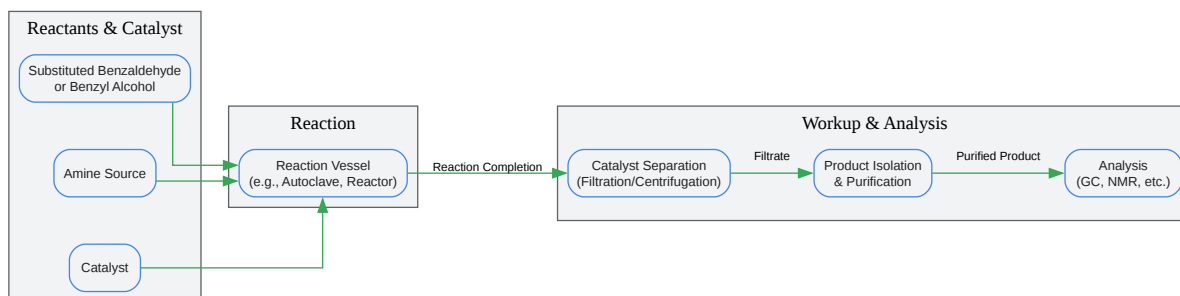 Reactants & Catalyst
Substituted Benzaldehyde
or Benzyl Alcohol
Amine Source
Catalyst
Reaction
Reaction Vessel
(e.g., Autoclave, Reactor)
Reaction Completion
Workup & Analysis
Catalyst Separation
(Filtration/Centrifugation)
Filtrate
Product Isolation
& Purification
Purified Product
Analysis
(GC, NMR, etc.)